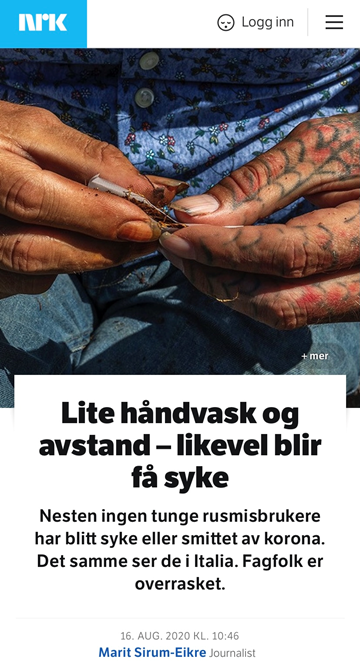 nrk
Logg inn
+ mer
Lite håndvask og
avstand – likevel blir
få syke
Nesten ingen tunge rusmisbrukere
har blitt syke eller smittet av korona.
Det samme ser de i Italia. Fagfolk er
overrasket.
16. AUG. 2020 KL. 10:46
Marit Sirum-Eikre Journalist